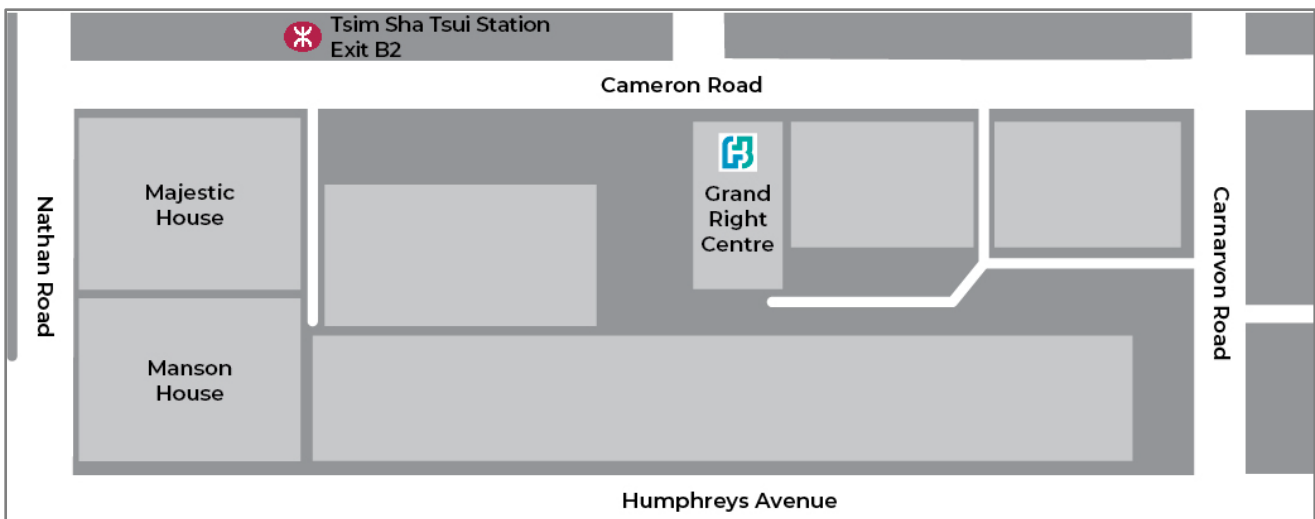 Tsim Sha Tsui Station
Exit B2
Cameron Road
Majestic
House
Grand
Right
Centre
Nathan Road
Carnarvon Road
Manson
House
Humphreys Avenue